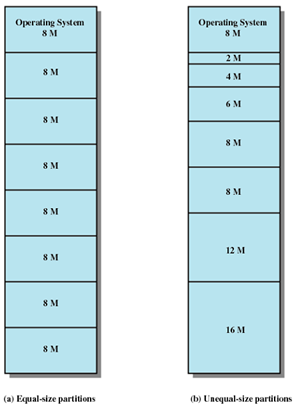 Operating System
8 M
8 M
8 M
8 M
8 M
8 M
8 M
8 M
(a) Equal-size partitions
Operating System
8 M
2 M
4 M
6 M
8 M
8 M
12 M
16 M
(b) Unequal-size partitions